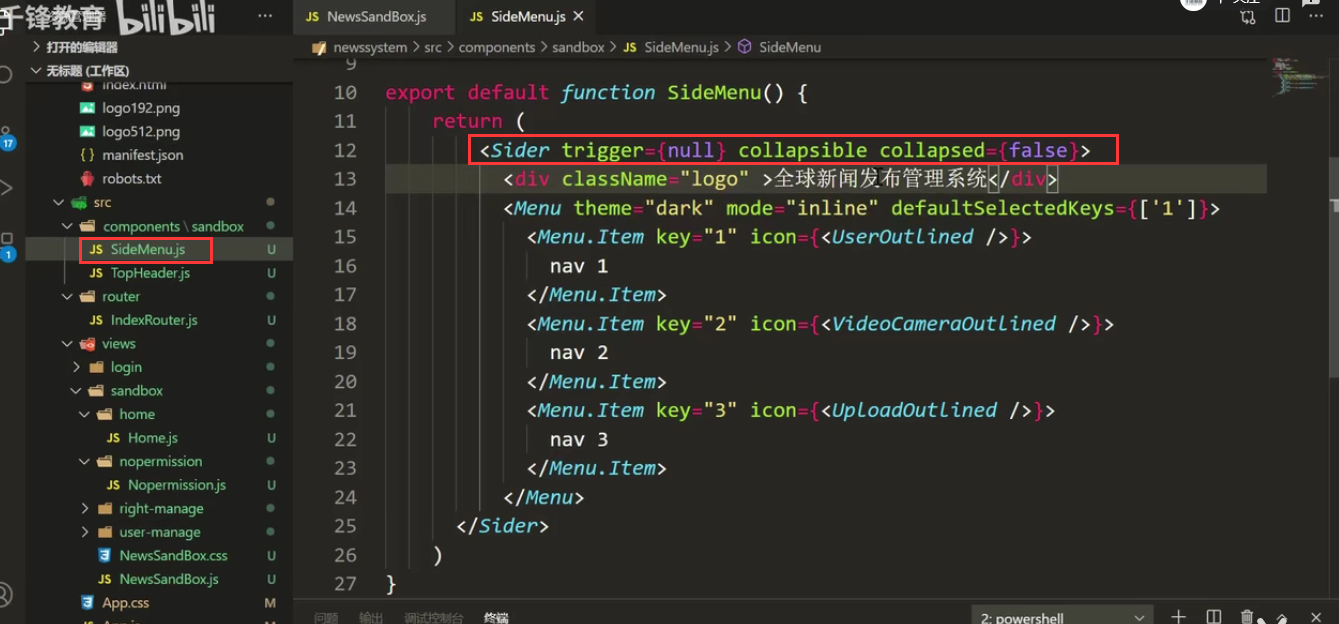 千锋教育 bilibili
NewsSandBox.js
SideMenu.js
newssystem > src > components > sandbox > JS SideMenu.js > SideMenu
打开的编辑器
无标题 (工作区)
index.html
logo192.png
logo512.png
manifest.json
robots.txt
src
components \ sandbox
JS SideMenu.js U
JS TopHeader.js U
router
JS IndexRouter.js U
views
login
sandbox
home
JS Home.js U
nopermission
JS Nopermission.js U
right-manage
user-manage
NewsSandBox.css U
JS NewsSandBox.js U
App.css M
17
1
9
10 export default function SideMenu() {
11 return (
12 <Sider trigger={null} collapsible collapsed={false}>
13 <div className="logo" >全球新闻发布管理系统</div>
14 <Menu theme="dark" mode="inline" defaultSelectedKeys={['1']}>
15 <Menu.Item key="1" icon={<UserOutlined />}>
16 nav 1
17 </Menu.Item>
18 <Menu.Item key="2" icon={<VideoCameraOutlined />}>
19 nav 2
20 </Menu.Item>
21 <Menu.Item key="3" icon={<UploadOutlined />}>
22 nav 3
23 </Menu.Item>
24 </Menu>
25 </Sider>
26 )
27 }
问题 输出 调试控制台 终端
2: powershell